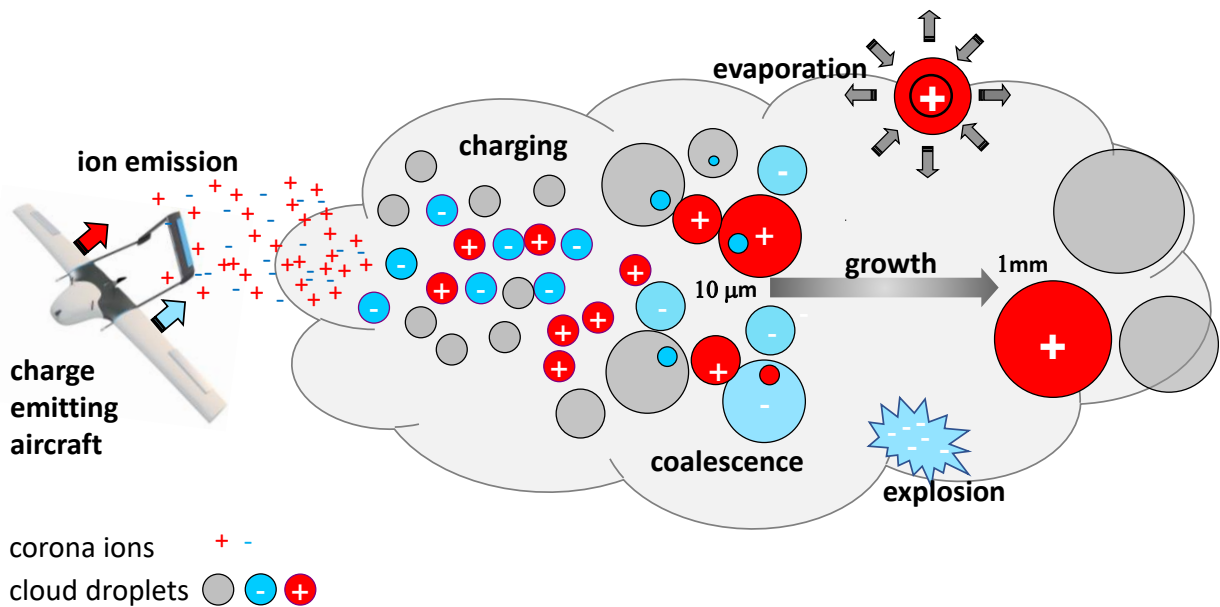 evaporation
ion emission
charging
growth
1mm
10 μm
charge
emitting
aircraft
coalescence
explosion
corona ions + -
cloud droplets - +